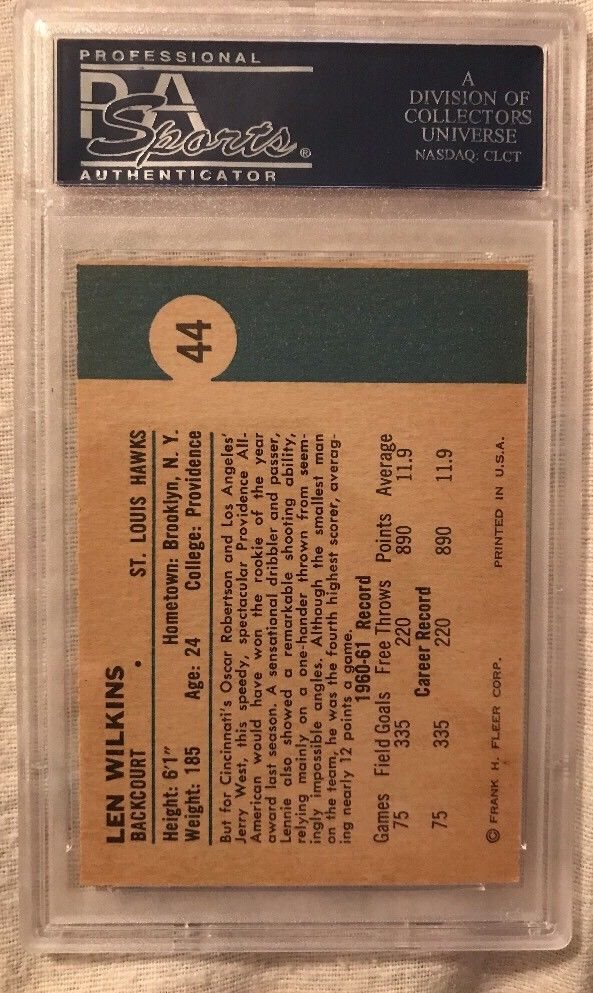 PROFESSIONAL
PSA
Sports®
AUTHENTICATOR
A
DIVISION OF
COLLECTORS
UNIVERSE
NASDAQ: CLCT
44
LEN WILKINS
BACKCOURT • ST. LOUIS HAWKS
Height: 6'1" Hometown: Brooklyn, N. Y.
Weight: 185 Age: 24 College: Providence
But for Cincinnati's Oscar Robertson and Los Angeles'
Jerry West, this speedy, spectacular Providence All-
American would have won the rookie of the year
award last season. A sensational dribbler and passer,
Lennie also showed a remarkable shooting ability,
relying mainly on a one-hander thrown from seem-
ingly impossible angles. Although the smallest man
on the team, he was the fourth highest scorer, averag-
ing nearly 12 points a game.
1960-61 Record
Games Field Goals Free Throws Points Average
75 335 220 890 11.9
Career Record
75 335 220 890 11.9
© FRANK H. FLEER CORP. PRINTED IN U.S.A.